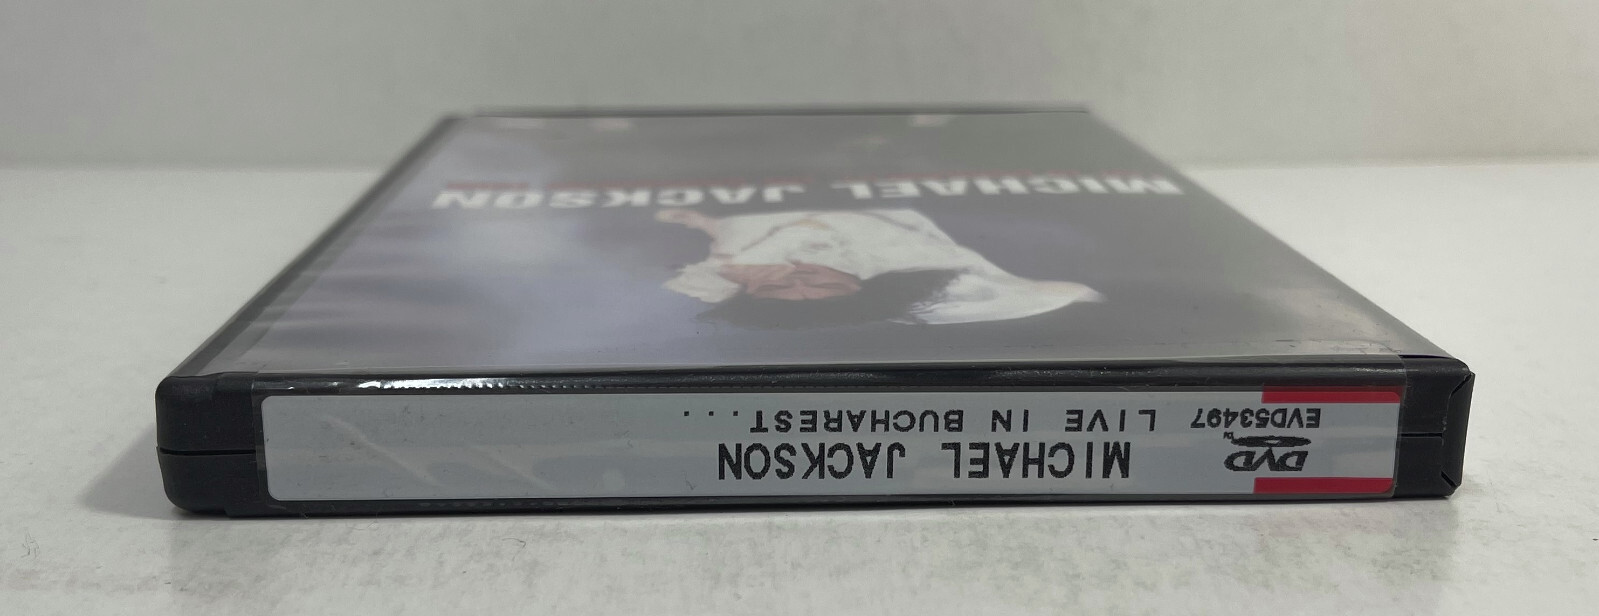 MICHAEL JACKSON
MICHAEL JACKSON
LIVE IN BUCHAREST...
DVD
EVD53497